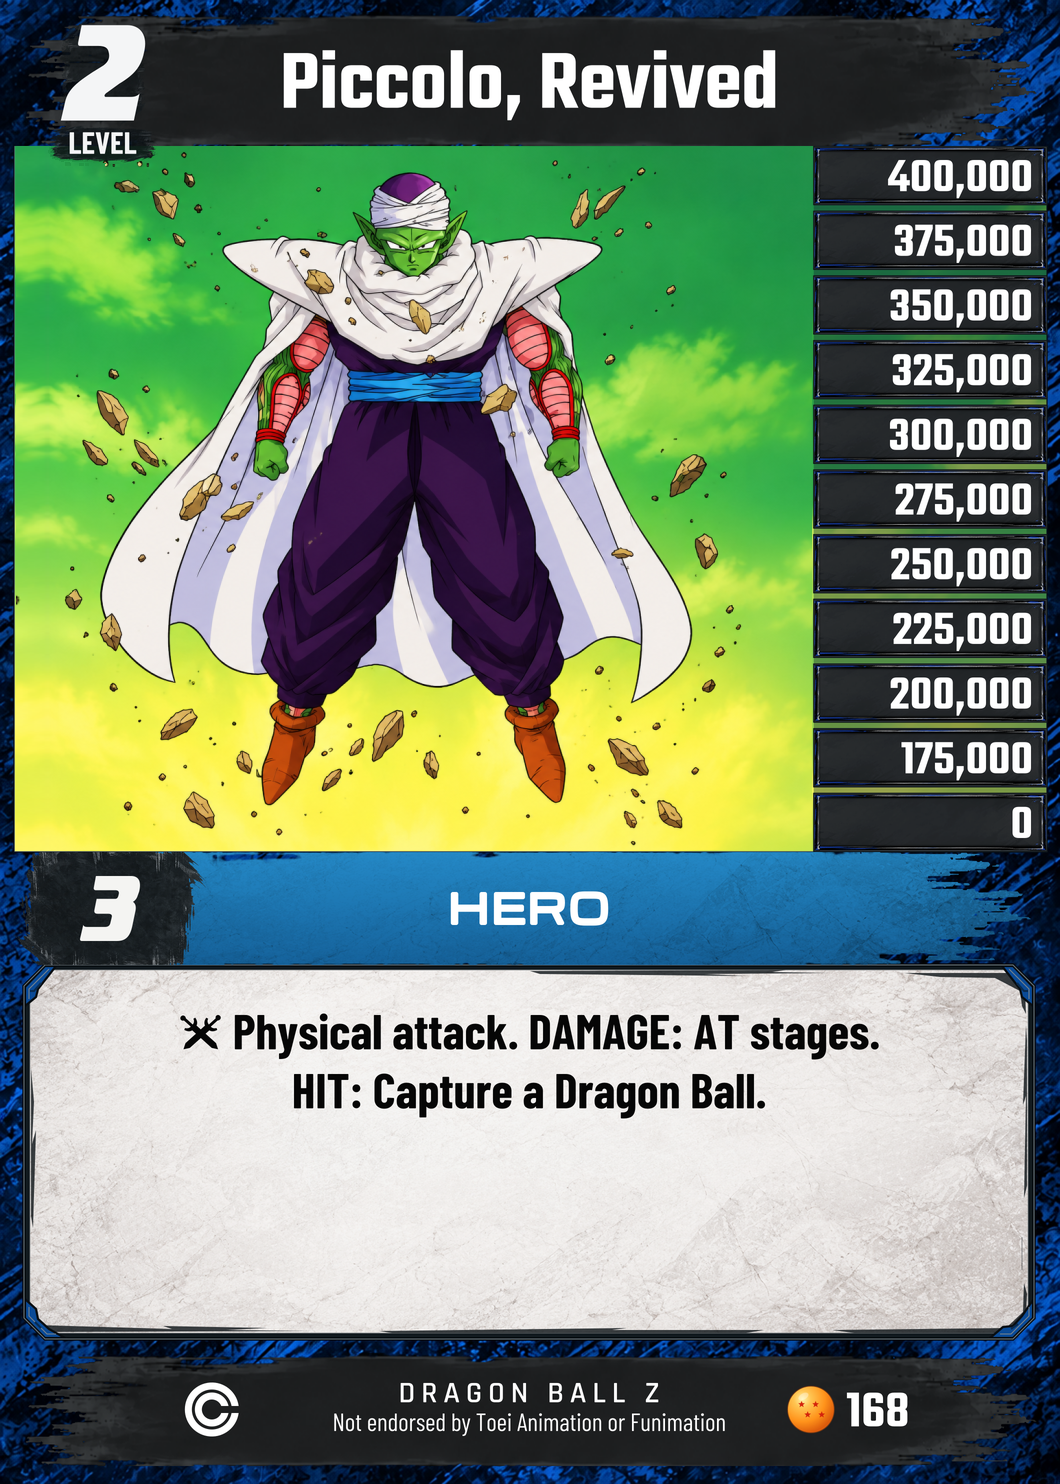 2
LEVEL
Piccolo, Revived
400,000
375,000
350,000
325,000
300,000
275,000
250,000
225,000
200,000
175,000
0
3
HERO
Physical attack. DAMAGE: AT stages.
HIT: Capture a Dragon Ball.
DRAGON BALL Z
Not endorsed by Toei Animation or Funimation
168